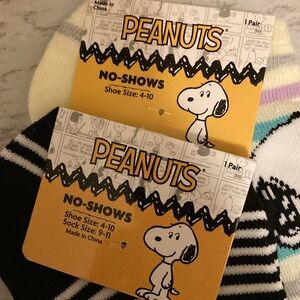 Made in
China
PEANUTS
1 Pair
NO-SHOWS
Shoe Size: 4-10
PEANUTS
1 Pair
NO-SHOWS
Shoe Size: 4-10
Sock Size: 9-11
Made in China